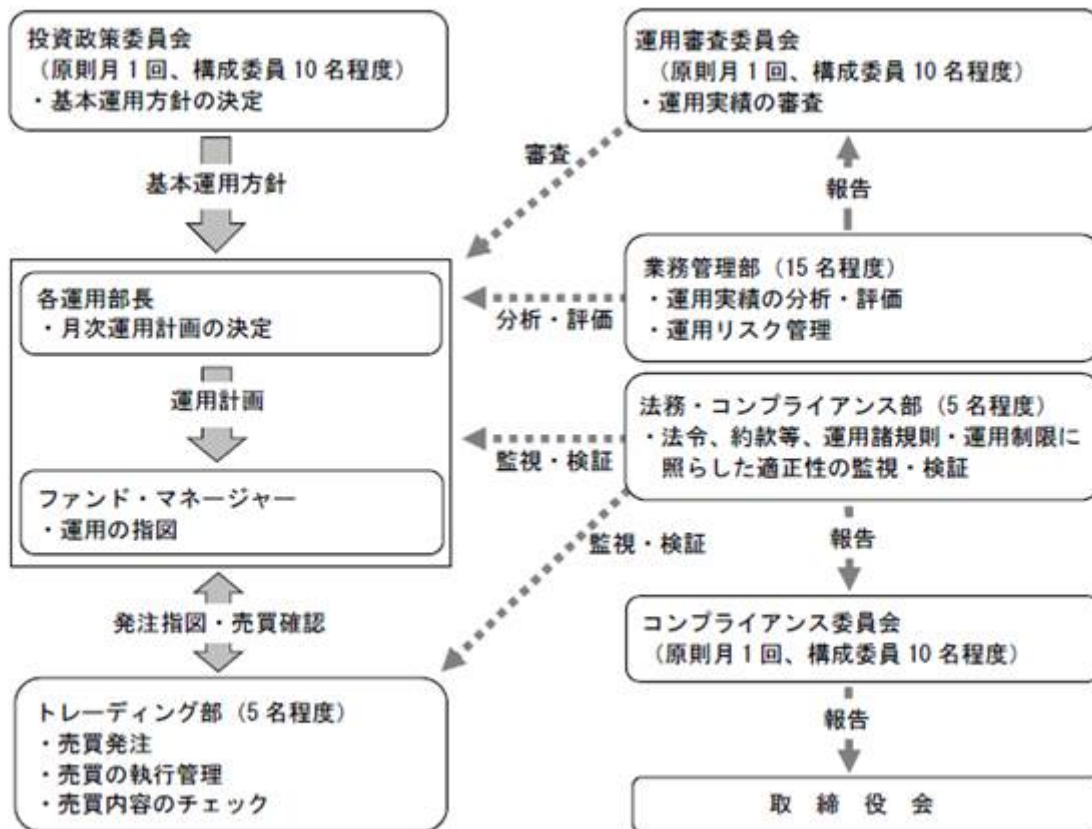 投資政策委員会
（原則月1回、構成委員10名程度）
・基本運用方針の決定
基本運用方針
各運用部長
・月次運用計画の決定
運用計画
ファンド・マネージャー
・運用の指図
発注指図・売買確認
トレーディング部（5名程度）
・売買発注
・売買の執行管理
・売買内容のチェック
運用審査委員会
（原則月1回、構成委員10名程度）
・運用実績の審査
審査
報告
業務管理部（15名程度）
・運用実績の分析・評価
・運用リスク管理
分析・評価
法務・コンプライアンス部（5名程度）
・法令、約款等、運用諸規則・運用制限に
照らした適正性の監視・検証
監視・検証
監視・検証
報告
コンプライアンス委員会
（原則月1回、構成委員10名程度）
報告
取締役会